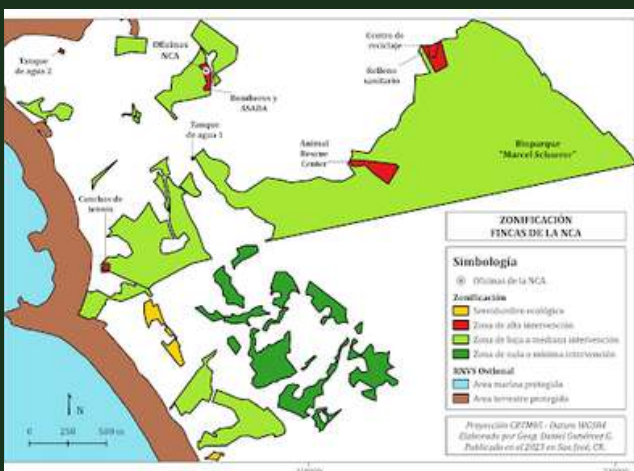 Tanque
de agua 2
Oficinas
NCA
Bomberos y
ASADA
Tanque
de agua 1
Canchas de
tennis
Centro de
reciclaje
Relleno
sanitario
Animal
Rescue
Center
Bioparque
"Marcel Schaerer"
ZONIFICACIÓN
FINCAS DE LA NCA
Simbología
Oficinas de la NCA
Zonificación
Servidumbre ecológica
Zona de alta intervención
Zona de baja a mediana intervención
Zona de nula o mínima intervención
RNVS Ostional
Area marina protegida
Area terrestre protegida
N
0 250 500 m
Proyección CRTM05 - Datum WGS84
Elaborado por Geog. Daniel Gutiérrez G.
Publicado en el 2023 en San José, CR.